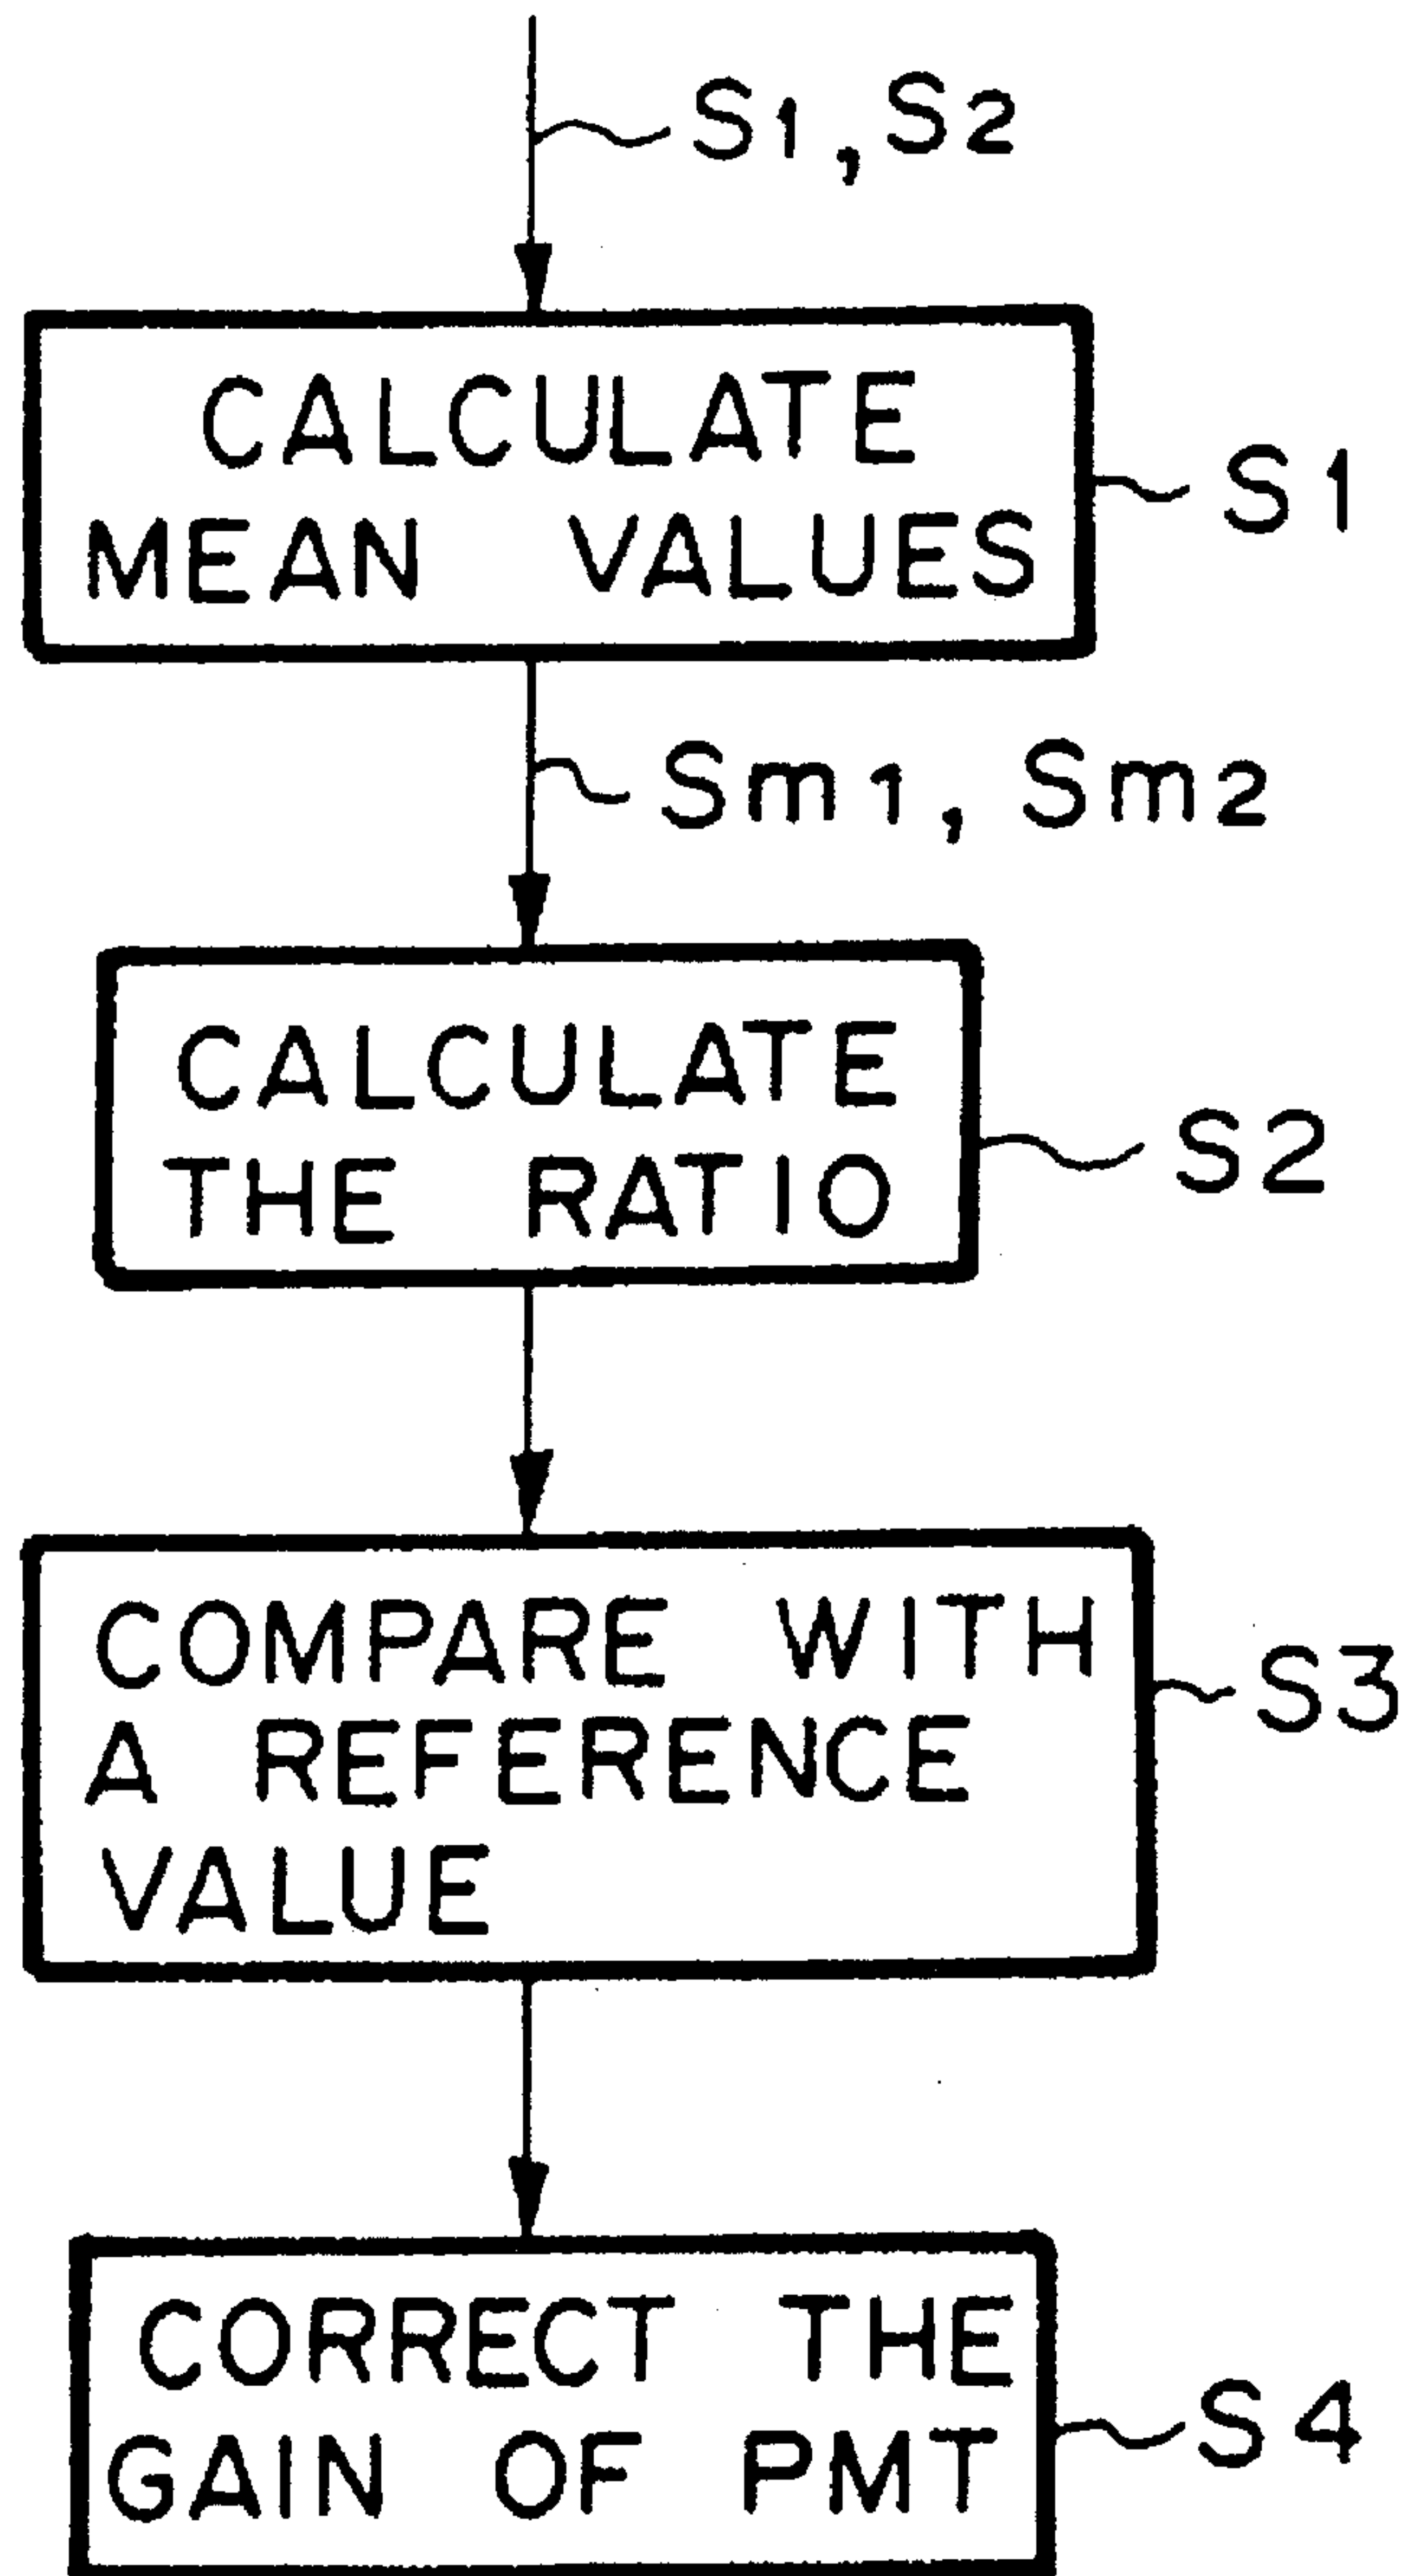 S1, S2
CALCULATE
MEAN VALUES
S1
Sm1, Sm2
CALCULATE
THE RATIO
S2
COMPARE WITH
A REFERENCE
VALUE
S3
CORRECT THE
GAIN OF PMT
S4